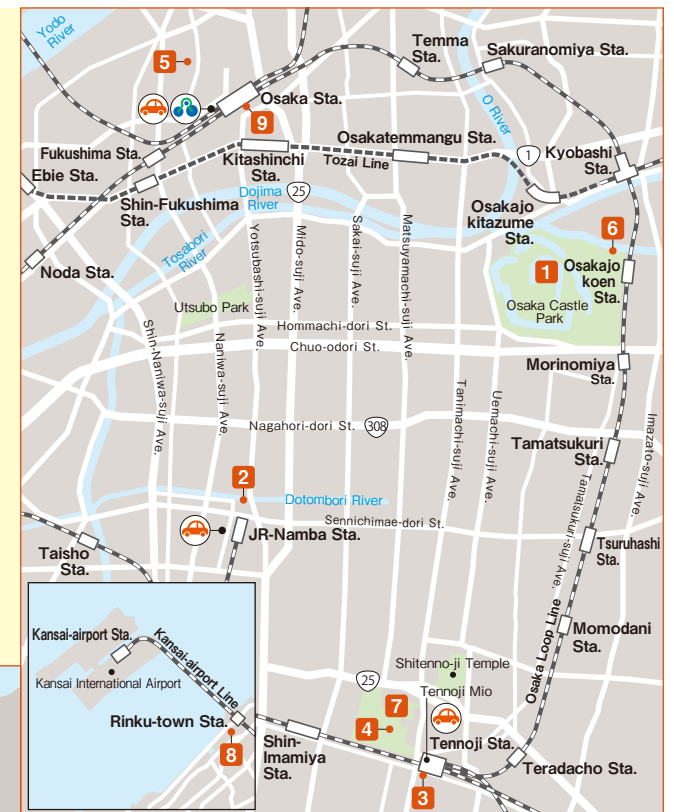 Yodo
River
Temma
Sta.
Sakuranomiya Sta.
5
Osaka Sta.
9
O River
Fukushima Sta.
Ebie Sta.
Kitashinchi
Sta.
Osakatemmangu Sta.
Tozai Line
1
Kyobashi
Sta.
Shin-Fukushima
Sta.
Dojima
River
25
Osakajo
kitazume
Sta.
6
Tosabori
River
Noda Sta.
Yotsubashi-suji Ave.
Mido-suji Ave.
Sakai-suji Ave.
Matsuyamachi-suji Ave.
1
Osakajo
koen
Sta.
Osaka Castle
Park
Utsubo Park
Hommachi-dori St.
Chuo-odori St.
Shin-Naniwa-suji Ave.
Naniwa-suji Ave.
Morinomiya
Sta.
Tanimachi-suji Ave.
Uemachi-suji Ave.
Imazato-suji Ave.
Nagahori-dori St.
308
Tamatsukuri
Sta.
Tamatsukuri-suji Ave.
2
Dotombori River
Sennichimae-dori St.
JR-Namba Sta.
Taisho
Sta.
Tsuruhashi
Sta.
Momodani
Sta.
Osaka Loop Line
Kansai-airport Sta.
Kansai-airport Line
Kansai International Airport
Rinku-town Sta.
8
Shitenno-ji Temple
25
Tennoji Mio
7
4
Tennoji Sta.
Shin-
Imamiya
Sta.
Teradacho Sta.
3